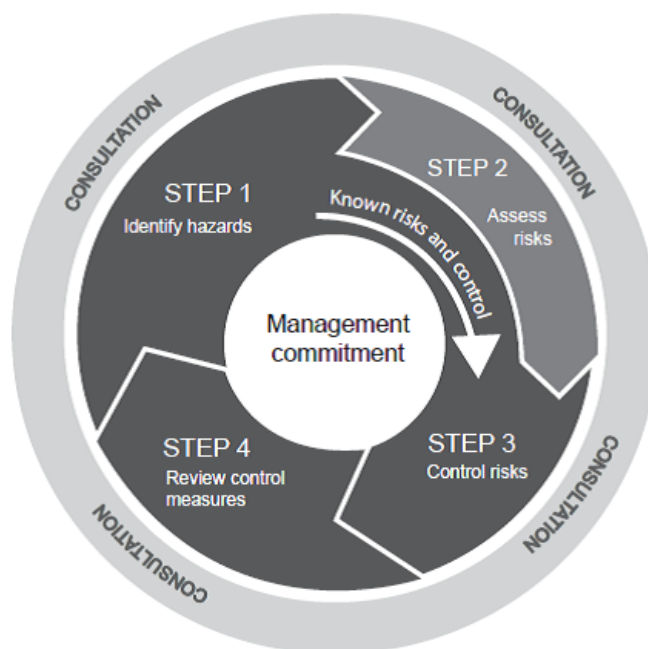 CONSULTATION
CONSULTATION
STEP 1
Identify hazards
STEP 2
Assess
risks
Known risks and control
Management
commitment
STEP 4
Review control
measures
STEP 3
Control risks
CONSULTATION
CONSULTATION